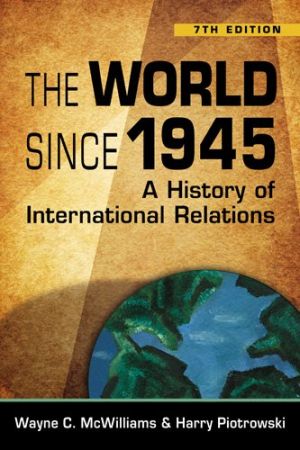 7TH EDITION
THE WORLD
SINCE 1945
A History of
International Relations
Wayne C. McWilliams & Harry Piotrowski